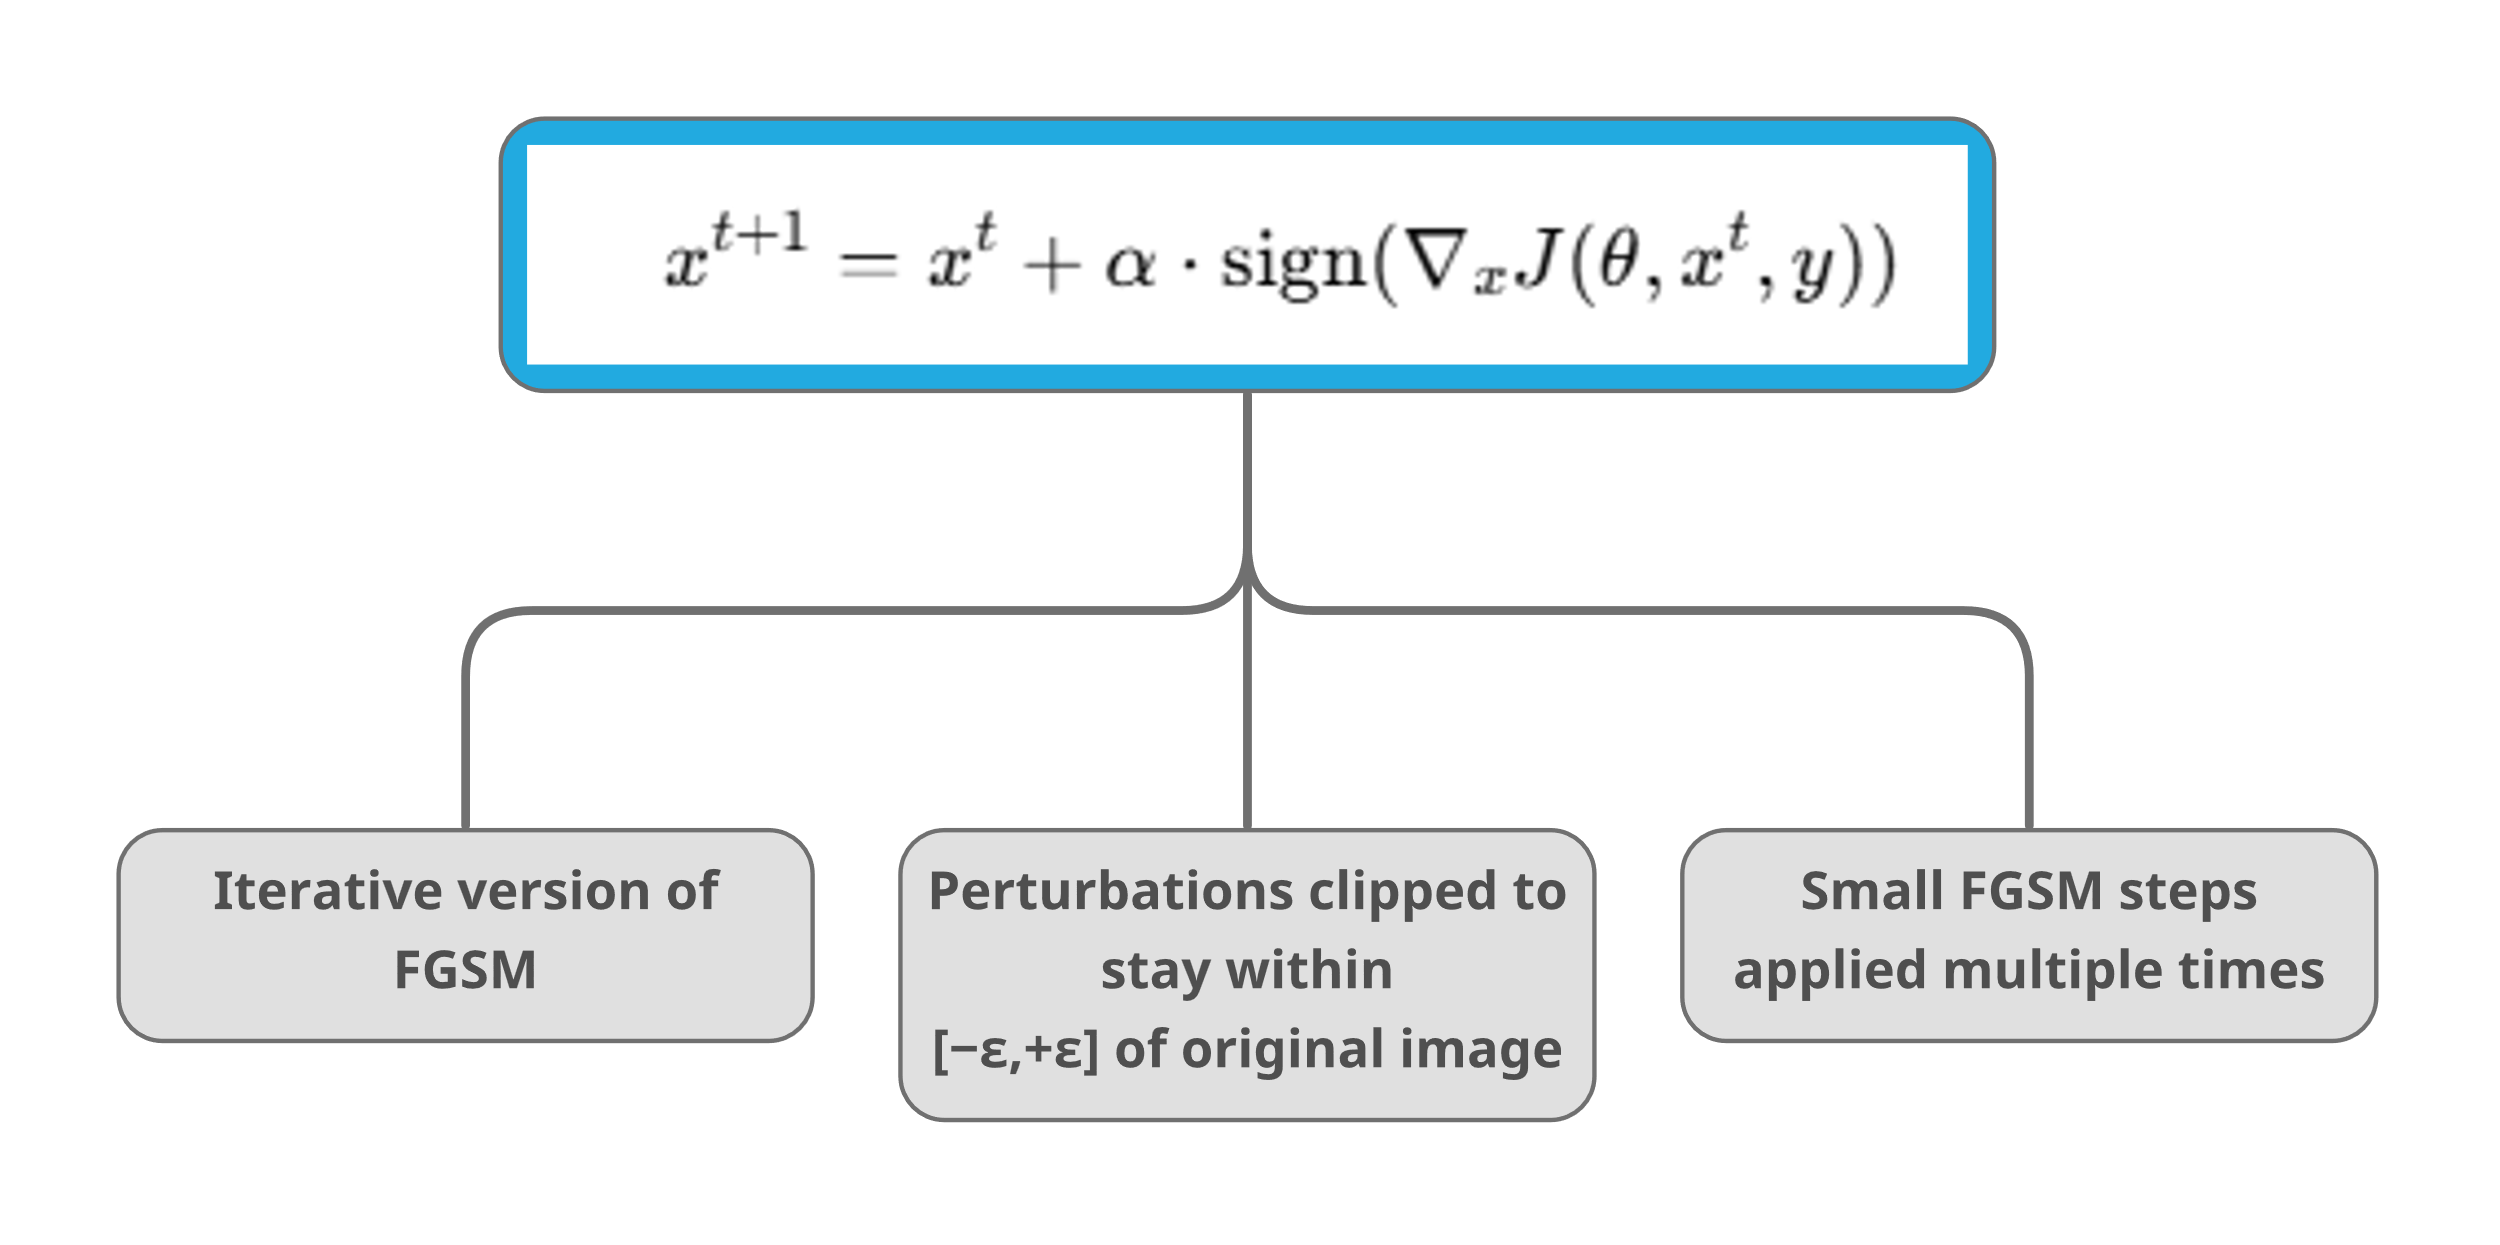 x^{t+1} = x^t + α · sign(∇_x J(θ, x^t, y))
Iterative version of
FGSM
Perturbations clipped to
stay within
[−ε,+ε] of original image
Small FGSM steps
applied multiple times